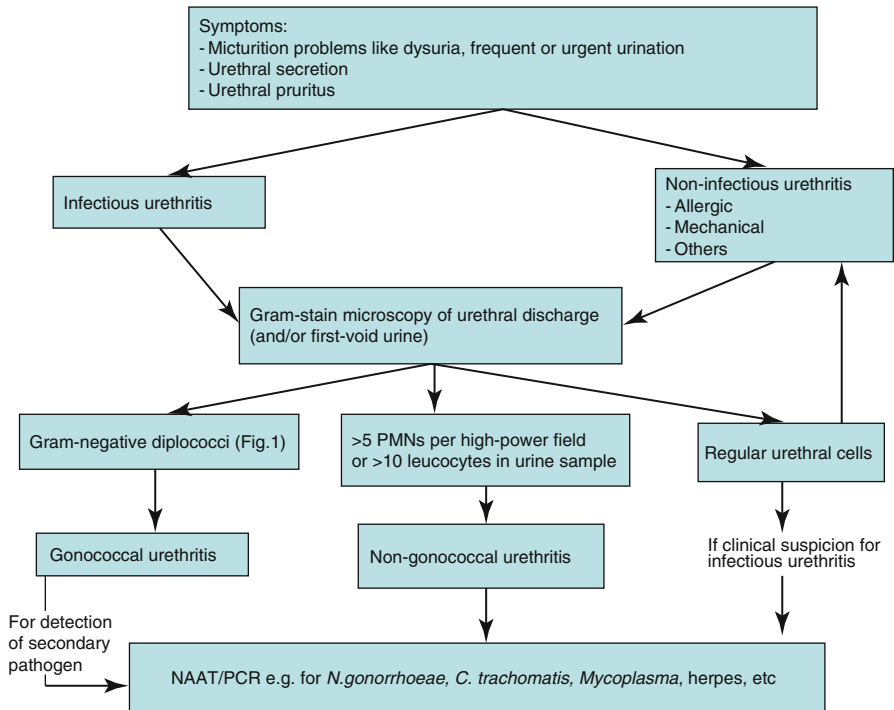 Symptoms:
- Micturition problems like dysuria, frequent or urgent urination
- Urethral secretion
- Urethral pruritus
Infectious urethritis
Non-infectious urethritis
- Allergic
- Mechanical
- Others
Gram-stain microscopy of urethral discharge
(and/or first-void urine)
Gram-negative diplococci (Fig.1)
>5 PMNs per high-power field
or >10 leucocytes in urine sample
Regular urethral cells
Gonococcal urethritis
Non-gonococcal urethritis
If clinical suspicion for
infectious urethritis
For detection
of secondary
pathogen
NAAT/PCR e.g. for N.gonorrhoeae, C. trachomatis, Mycoplasma, herpes, etc